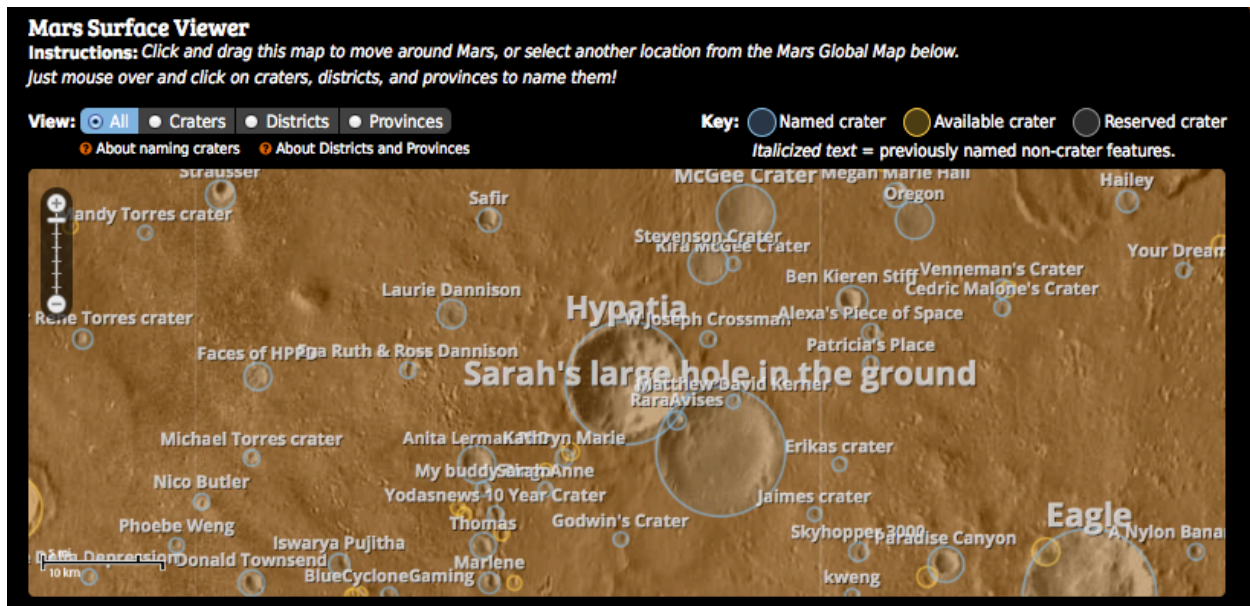 Mars Surface Viewer
Instructions: Click and drag this map to move around Mars, or select another location from the Mars Global Map below.
Just mouse over and click on craters, districts, and provinces to name them!
View: All Craters Districts Provinces
Key: Named crater Available crater Reserved crater
About naming craters About Districts and Provinces
Italicized text = previously named non-crater features.
Strausser
McGee Crater
Megan Marie Hall
Hailey
Safir
Oregon
andy Torres crater
Stevenson Crater
Kira McGee Crater
Your Dream
Ben Kieren Stiff
Venneman's Crater
Laurie Dannison
Cedric Malone's Crater
Hypatia
Rene Torres crater
W. Joseph Crossman
Alexa's Piece of Space
Faces of HPPD
Ruth & Ross Dannison
Patricia's Place
Sarah's large hole in the ground
Matthew David Kerner
RaraAvises
Michael Torres crater
Anita Lerma
Kathryn Marie
Erikas crater
My buddy
Sarah Anne
Nico Butler
Yodasnews 10 Year Crater
Jaimes crater
Phoebe Weng
Thomas
Godwin's Crater
Eagle
Skyhopper 3000
Paradise Canyon
A Nylon Bana
Iswarya Pujitha
Depression
Donald Townsend
Marlene
5 mi
10 km
BlueCycloneGaming
kweng